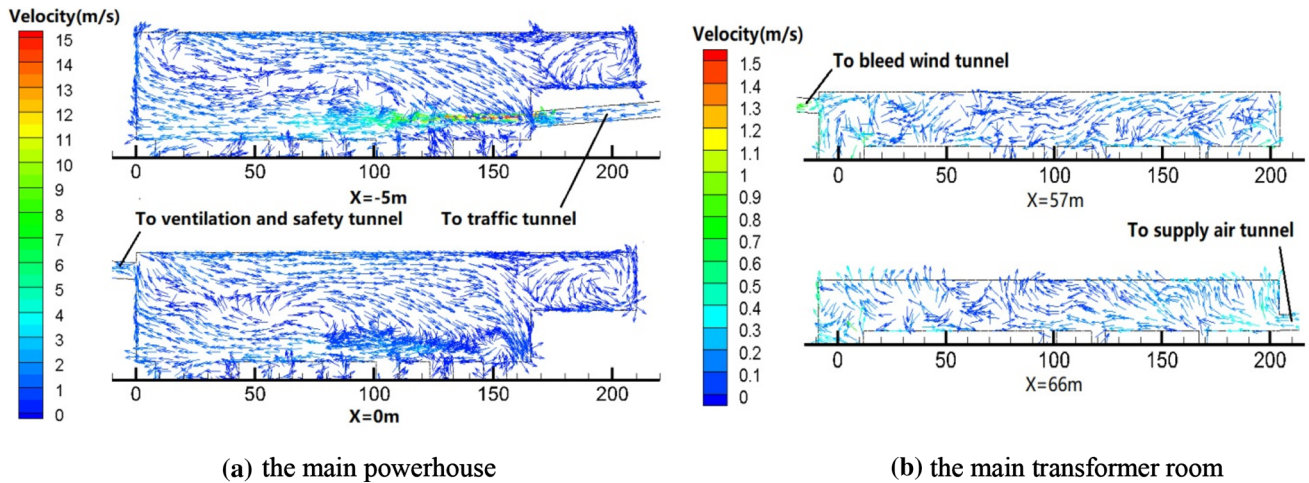 Velocity(m/s)
15
14
13
12
11
10
9
8
7
6
5
4
3
2
1
0
0 50 100 150 200
X=-5m
To ventilation and safety tunnel
To traffic tunnel
0 50 100 150 200
X=0m
(a) the main powerhouse
Velocity(m/s)
1.5
1.4
1.3
1.2
1.1
1
0.9
0.8
0.7
0.6
0.5
0.4
0.3
0.2
0.1
0
To bleed wind tunnel
0 50 100 150 200
X=57m
To supply air tunnel
0 50 100 150 200
X=66m
(b) the main transformer room